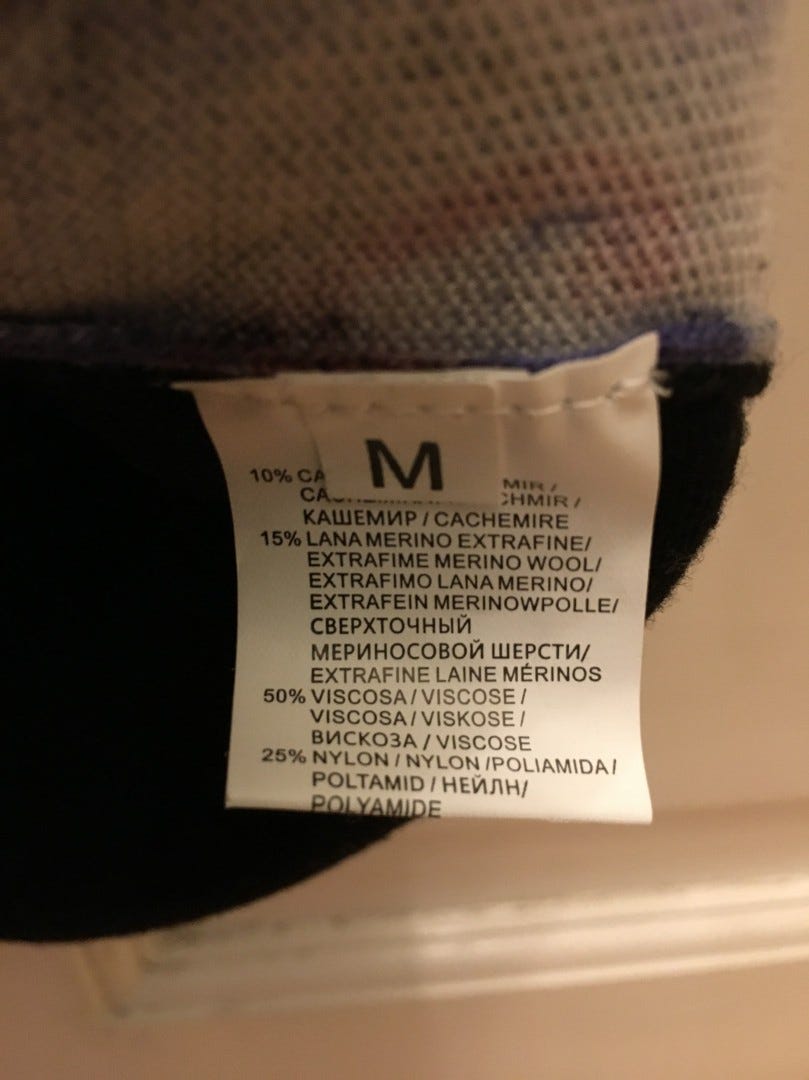 M
10%
MIR /
CHMIR /
КАШЕМИР / CACHEMIRE
15% LANA MERINO EXTRAFINE/
EXTRAFIME MERINO WOOL/
EXTRAFIMO LANA MERINO/
EXTRAFEIN MERINOWPOLLE/
СВЕРХТОЧНЫЙ
МЕРИНОСОВОЙ ШЕРСТИ/
EXTRAFINE LAINE MÉRINOS
50% VISCOSA / VISCOSE /
VISCOSA / VISKOSE /
ВИСКОЗА / VISCOSE
25% NYLON / NYLON /POLIAMIDA /
POLTAMID / НЕЙЛН/
POLYAMIDE